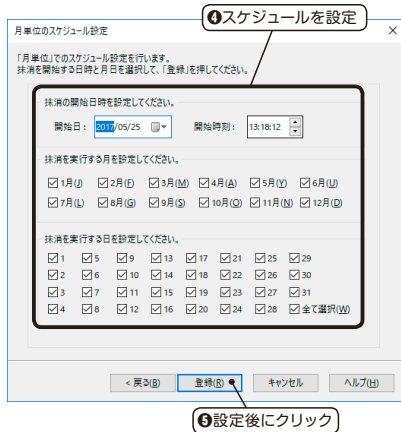 ❹スケジュールを設定
月単位のスケジュール設定
「月単位」でのスケジュール設定を行います。
抹消を開始する日時と月日を選択して、「登録」を押してください。
抹消の開始日時を設定してください。
開始日： 2017/05/25 開始時刻： 13:18:12
抹消を実行する月を設定してください。
1月(J) 2月(F) 3月(M) 4月(A) 5月(Y) 6月(U)
7月(L) 8月(G) 9月(S) 10月(O) 11月(N) 12月(D)
抹消を実行する日を設定してください。
1 5 9 13 17 21 25 29
2 6 10 14 18 22 26 30
3 7 11 15 19 23 27 31
4 8 12 16 20 24 28 全て選択(W)
< 戻る(B) 登録(R) キャンセル ヘルプ(H)
❺設定後にクリック